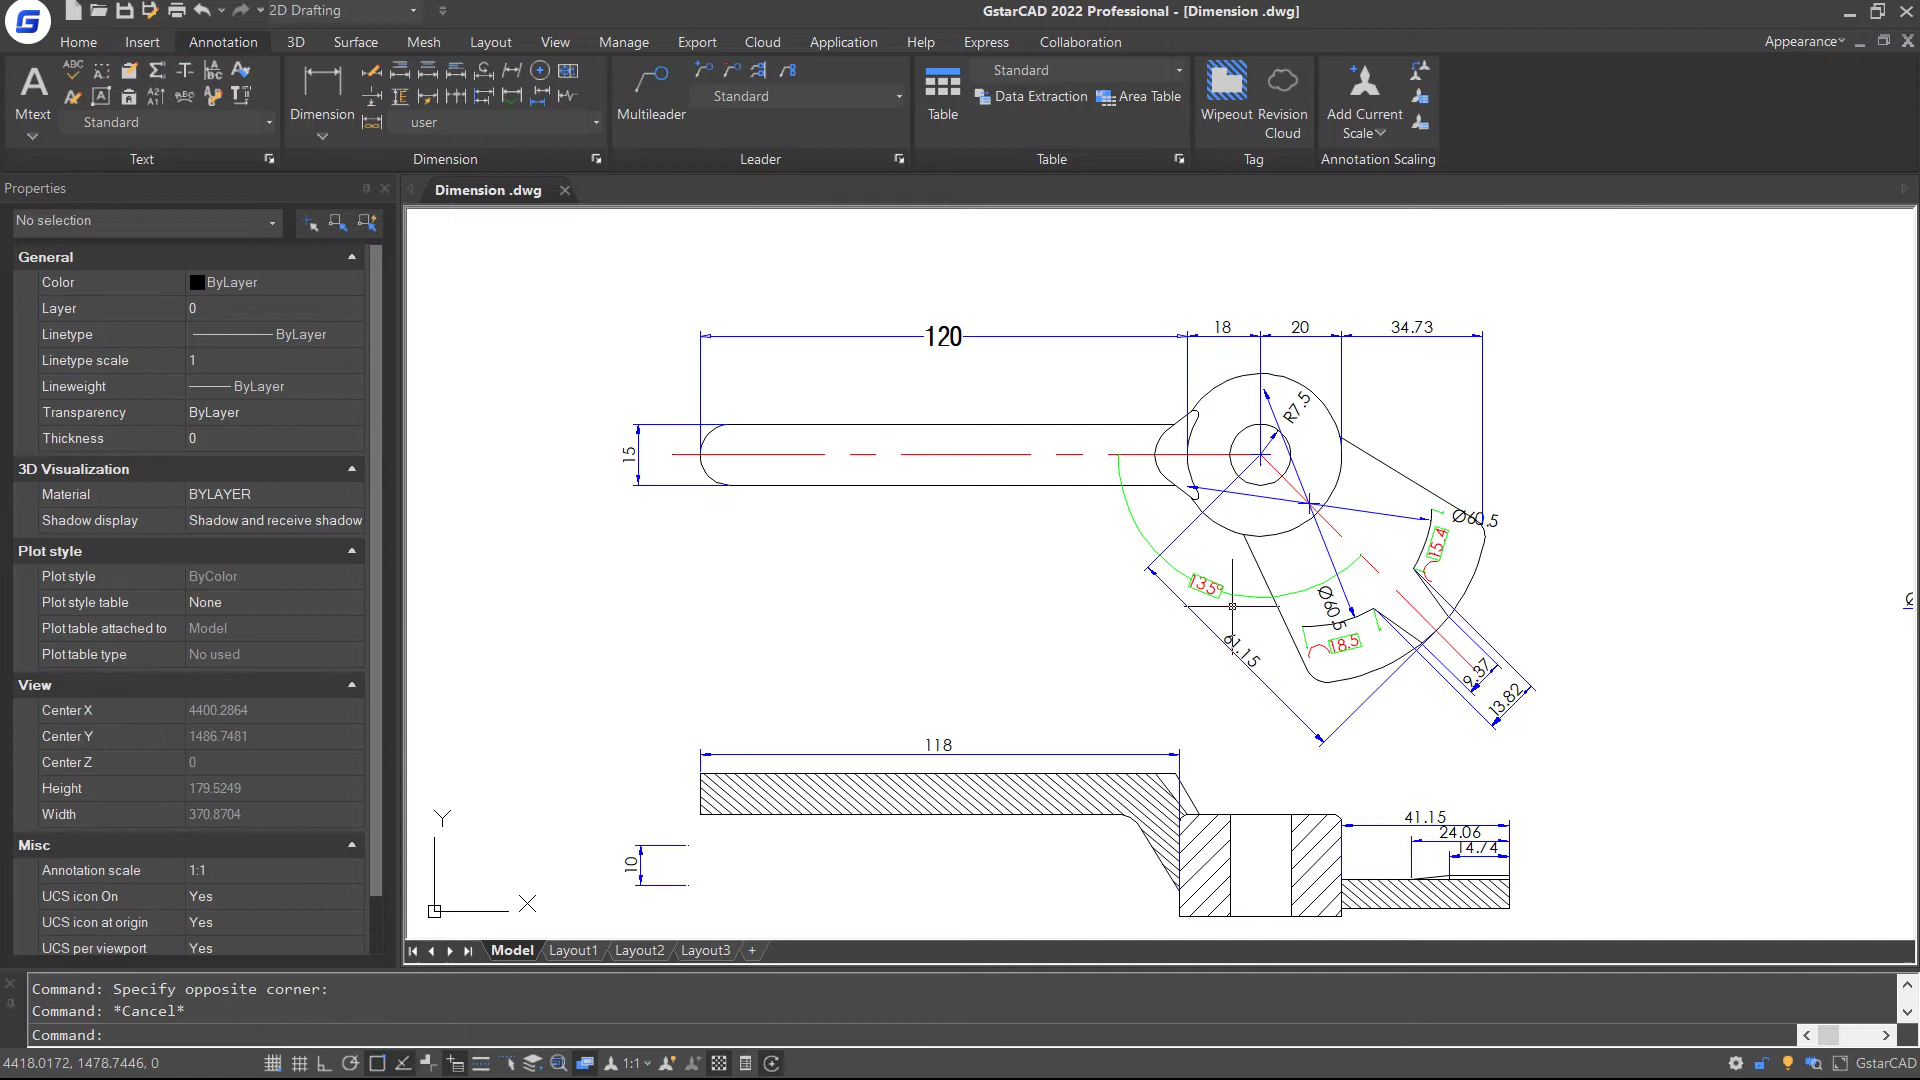 2D Drafting
GstarCAD 2022 Professional - [Dimension .dwg]
Home Insert Annotation 3D Surface Mesh Layout View Manage Export Cloud Application Help Express Collaboration
Appearance
Mtext
Standard
Text
Dimension
user
Dimension
Multileader
Standard
Leader
Table
Standard
Data Extraction
Area Table
Table
Wipeout
Revision Cloud
Tag
Add Current Scale
Annotation Scaling
Properties
Dimension .dwg
No selection
General
Color ByLayer
Layer 0
Linetype ByLayer
Linetype scale 1
Lineweight ByLayer
Transparency ByLayer
Thickness 0
3D Visualization
Material BYLAYER
Shadow display Shadow and receive shadow
Plot style
Plot style ByColor
Plot style table None
Plot table attached to Model
Plot table type No used
View
Center X 4400.2864
Center Y 1486.7481
Center Z 0
Height 179.5249
Width 370.8704
Misc
Annotation scale 1:1
UCS icon On Yes
UCS icon at origin Yes
UCS per viewport Yes
120
18
20
34.73
R7.5
15
Ø60.5
15.4
135°
Ø60.5
18.5
61.15
9.37
13.82
118
41.15
24.06
14.74
10
Y
X
Model Layout1 Layout2 Layout3 +
Command: Specify opposite corner:
Command: *Cancel*
Command:
4418.0172, 1478.7446, 0
1:1
GstarCAD